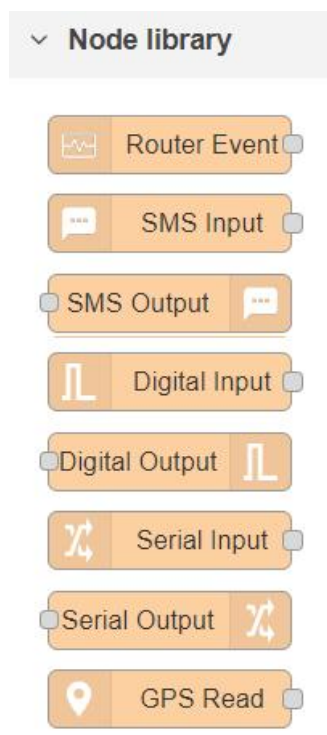 Node library
Router Event
SMS Input
SMS Output
Digital Input
Digital Output
Serial Input
Serial Output
GPS Read